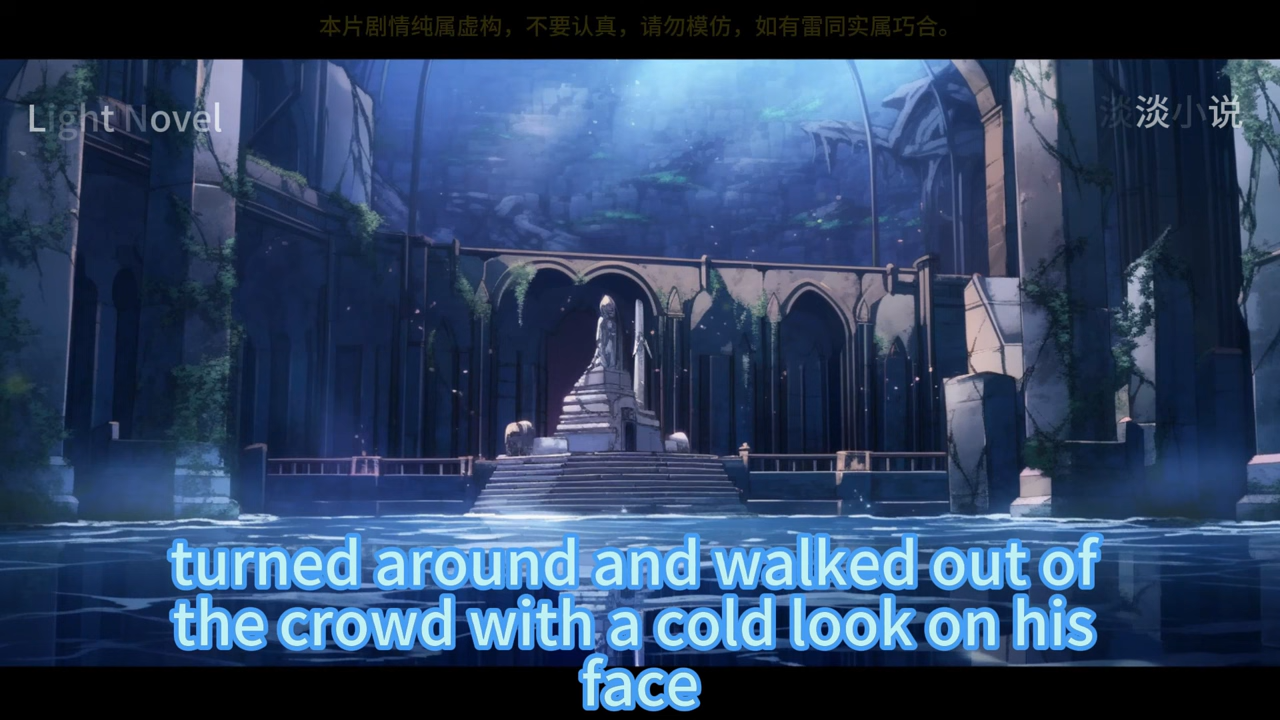 本片剧情纯属虚构，不要认真，请勿模仿，如有雷同实属巧合。
Light Novel
淡淡小说
turned around and walked out of
the crowd with a cold look on his
face